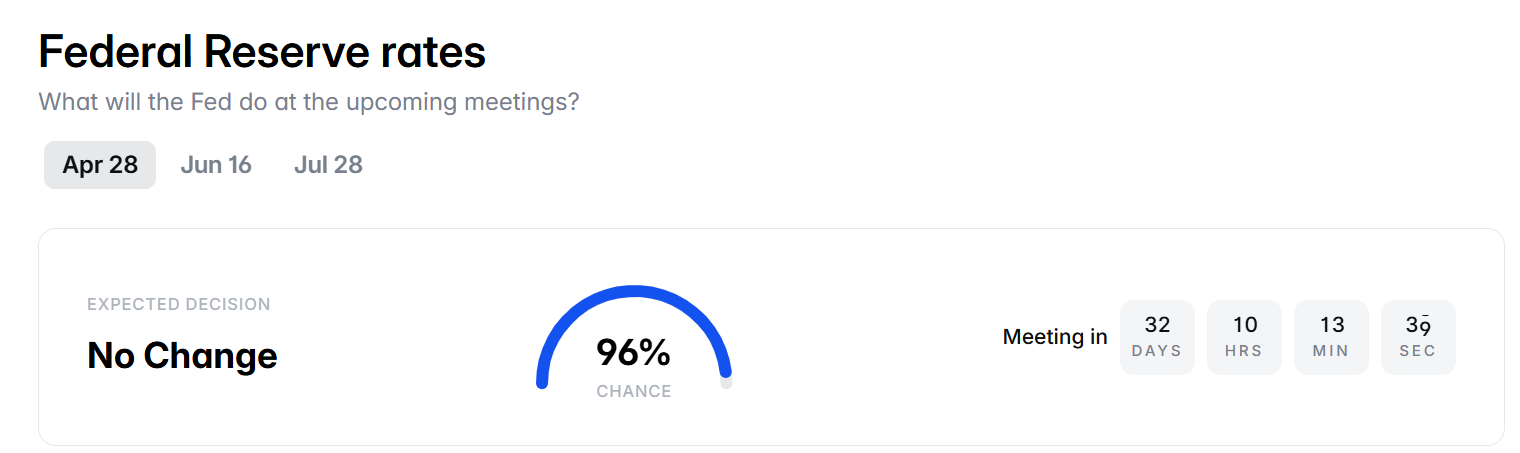 Federal Reserve rates
What will the Fed do at the upcoming meetings?
Apr 28 Jun 16 Jul 28
EXPECTED DECISION
No Change
96%
CHANCE
Meeting in
32 DAYS
10 HRS
13 MIN
39 SEC